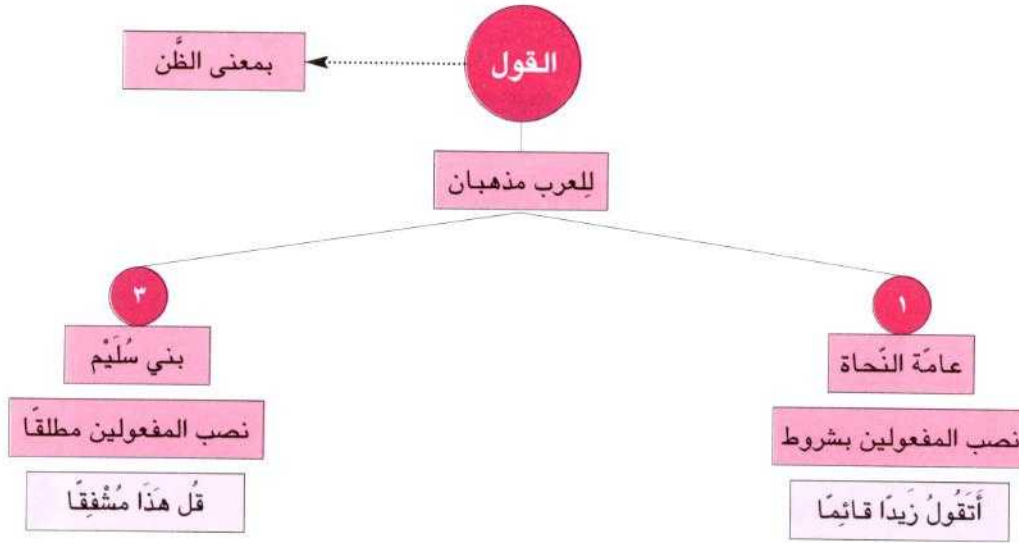 القول
بمعنى الظَّن
للعرب مذهبان
١
عامّة النّحاة
نصب المفعولين بشروط
أَتَقُولُ زَيدًا قائِمًا
٣
بني سُلَيْم
نصب المفعولين مطلقًا
قُل هَذَا مُشْفِقًا